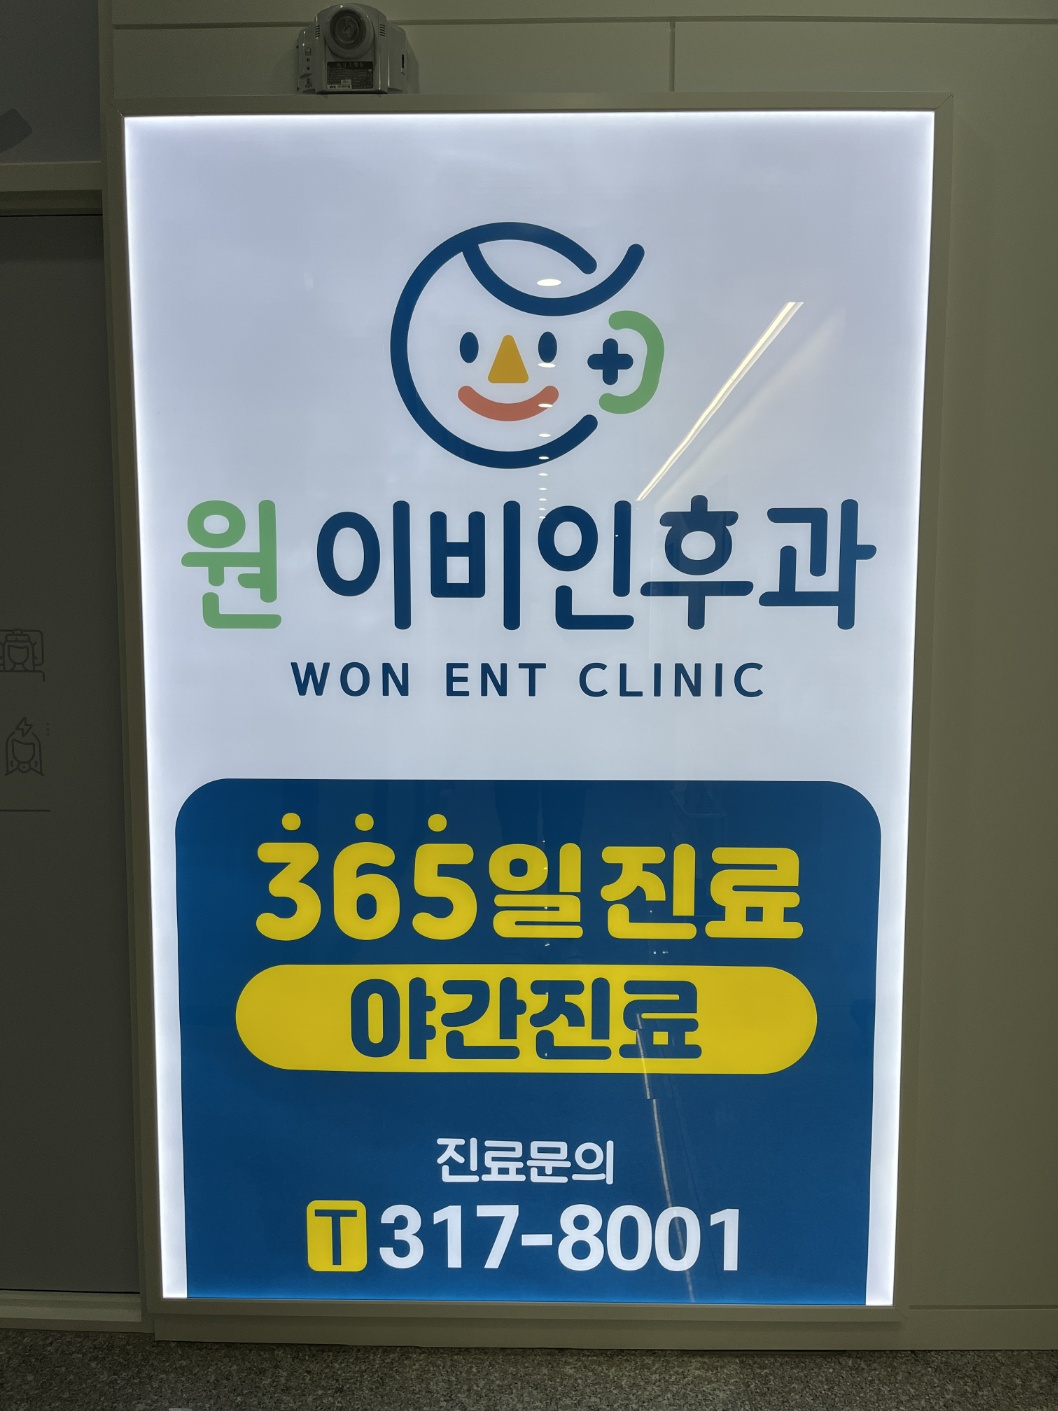 원 이비인후과
WON ENT CLINIC
365일 진료
야간진료
진료문의
T 317-8001